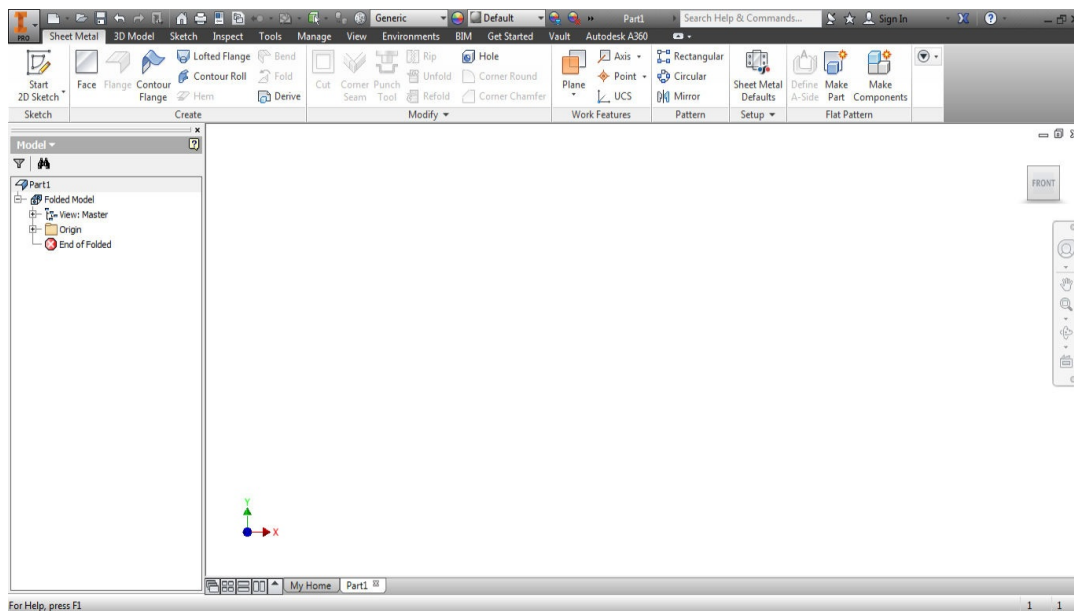 Generic Default Part1 Search Help & Commands... Sign In
PRO Sheet Metal 3D Model Sketch Inspect Tools Manage View Environments BIM Get Started Vault Autodesk A360
Start 2D Sketch
Face Flange Contour Flange
Lofted Flange Bend
Contour Roll Fold
Hem Derive
Cut Corner Seam Punch Tool
Rip
Unfold
Refold
Hole
Corner Round
Corner Chamfer
Plane
Axis
Point
UCS
Rectangular
Circular
Mirror
Sheet Metal Defaults
Define A-Side Make Part Make Components
Sketch Create Modify Work Features Pattern Setup Flat Pattern
Model
Part1
Folded Model
View: Master
Origin
End of Folded
FRONT
Y
X
My Home Part1
For Help, press F1 1 1